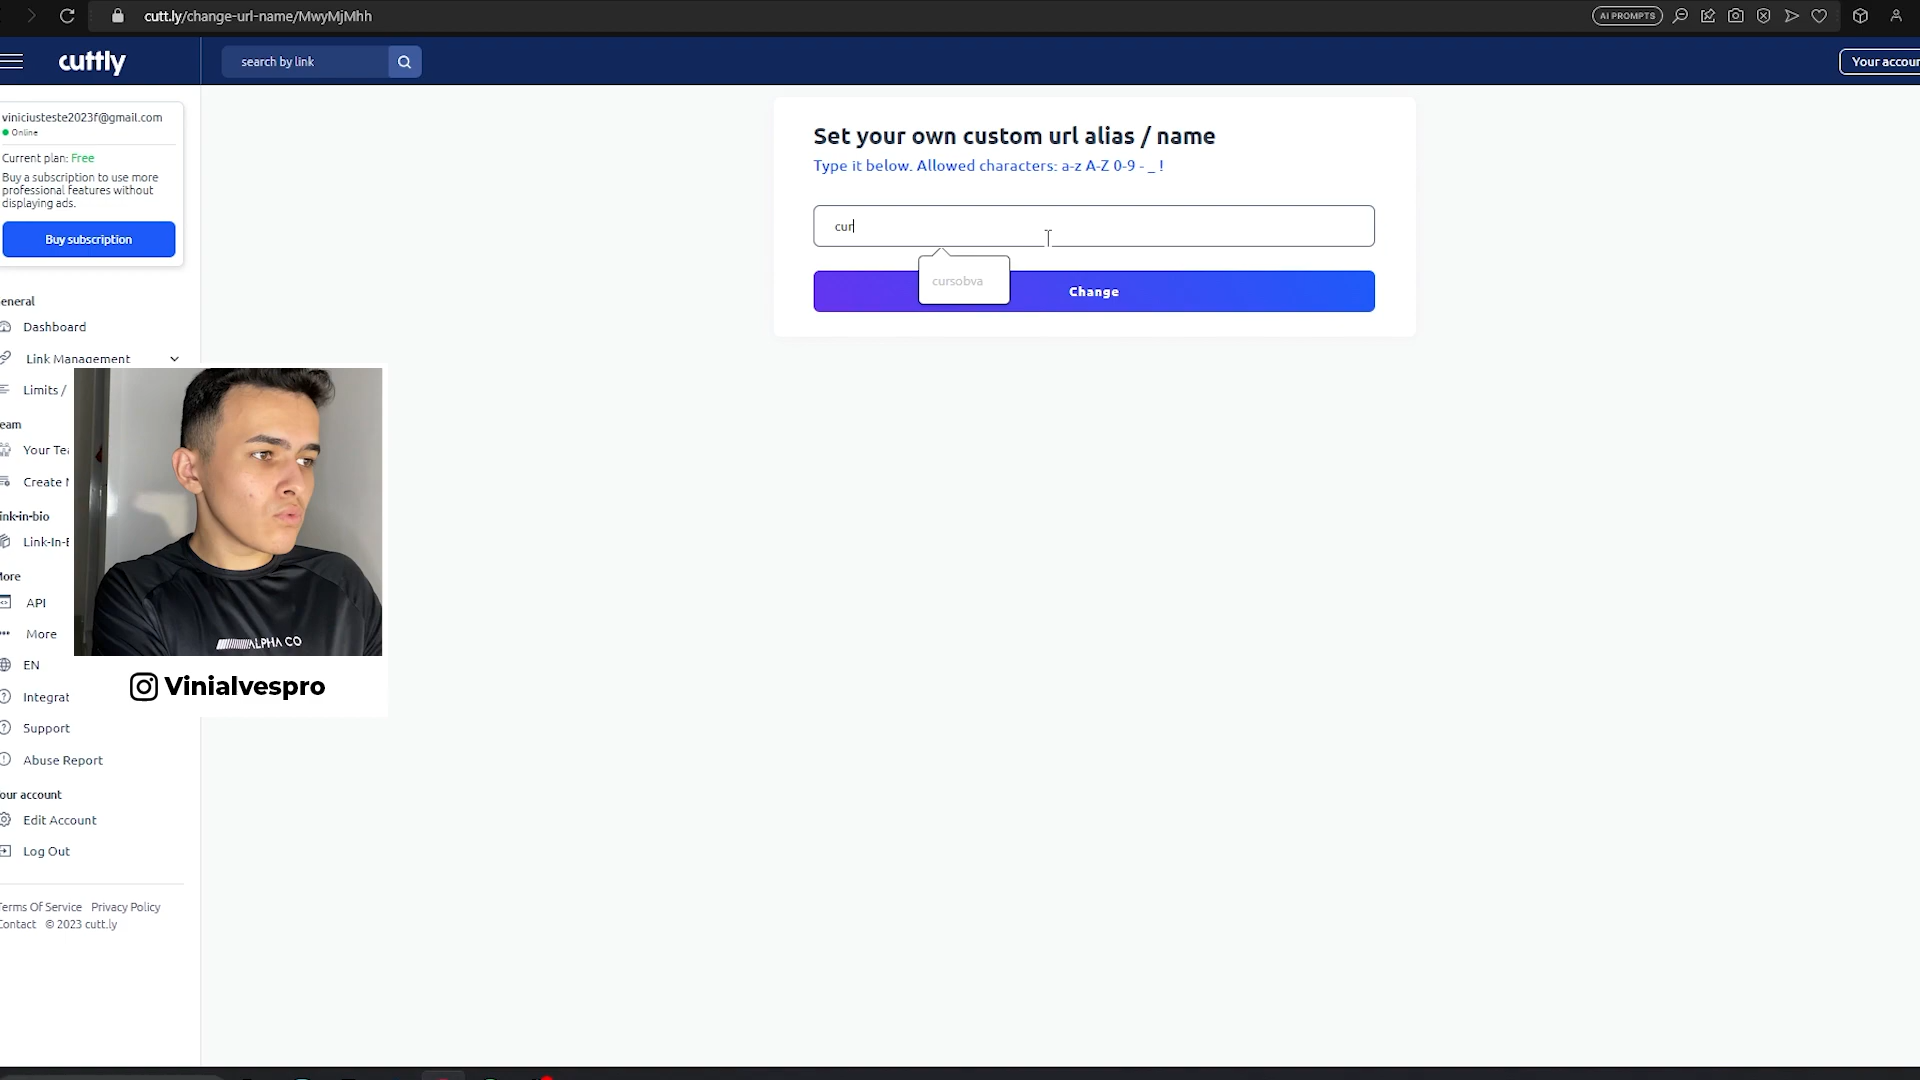 cutt.ly/change-url-name/MwyMjMhh
AI PROMPTS
cuttly
search by link
Your accour
viniciusteste2023f@gmail.com
Online
Current plan: Free
Buy a subscription to use more
professional features without
displaying ads.
Buy subscription
Set your own custom url alias / name
Type it below. Allowed characters: a-z A-Z 0-9 - _ !
cur
cursobva
Change
eneral
Dashboard
Link Management
Limits /
eam
Your Tea
Create
ink-in-bio
Link-In-B
More
API
More
EN
Integrat
Support
Abuse Report
our account
Edit Account
Log Out
Terms Of Service Privacy Policy
Contact © 2023 cutt.ly
ALPHA CO
Vinialvespro